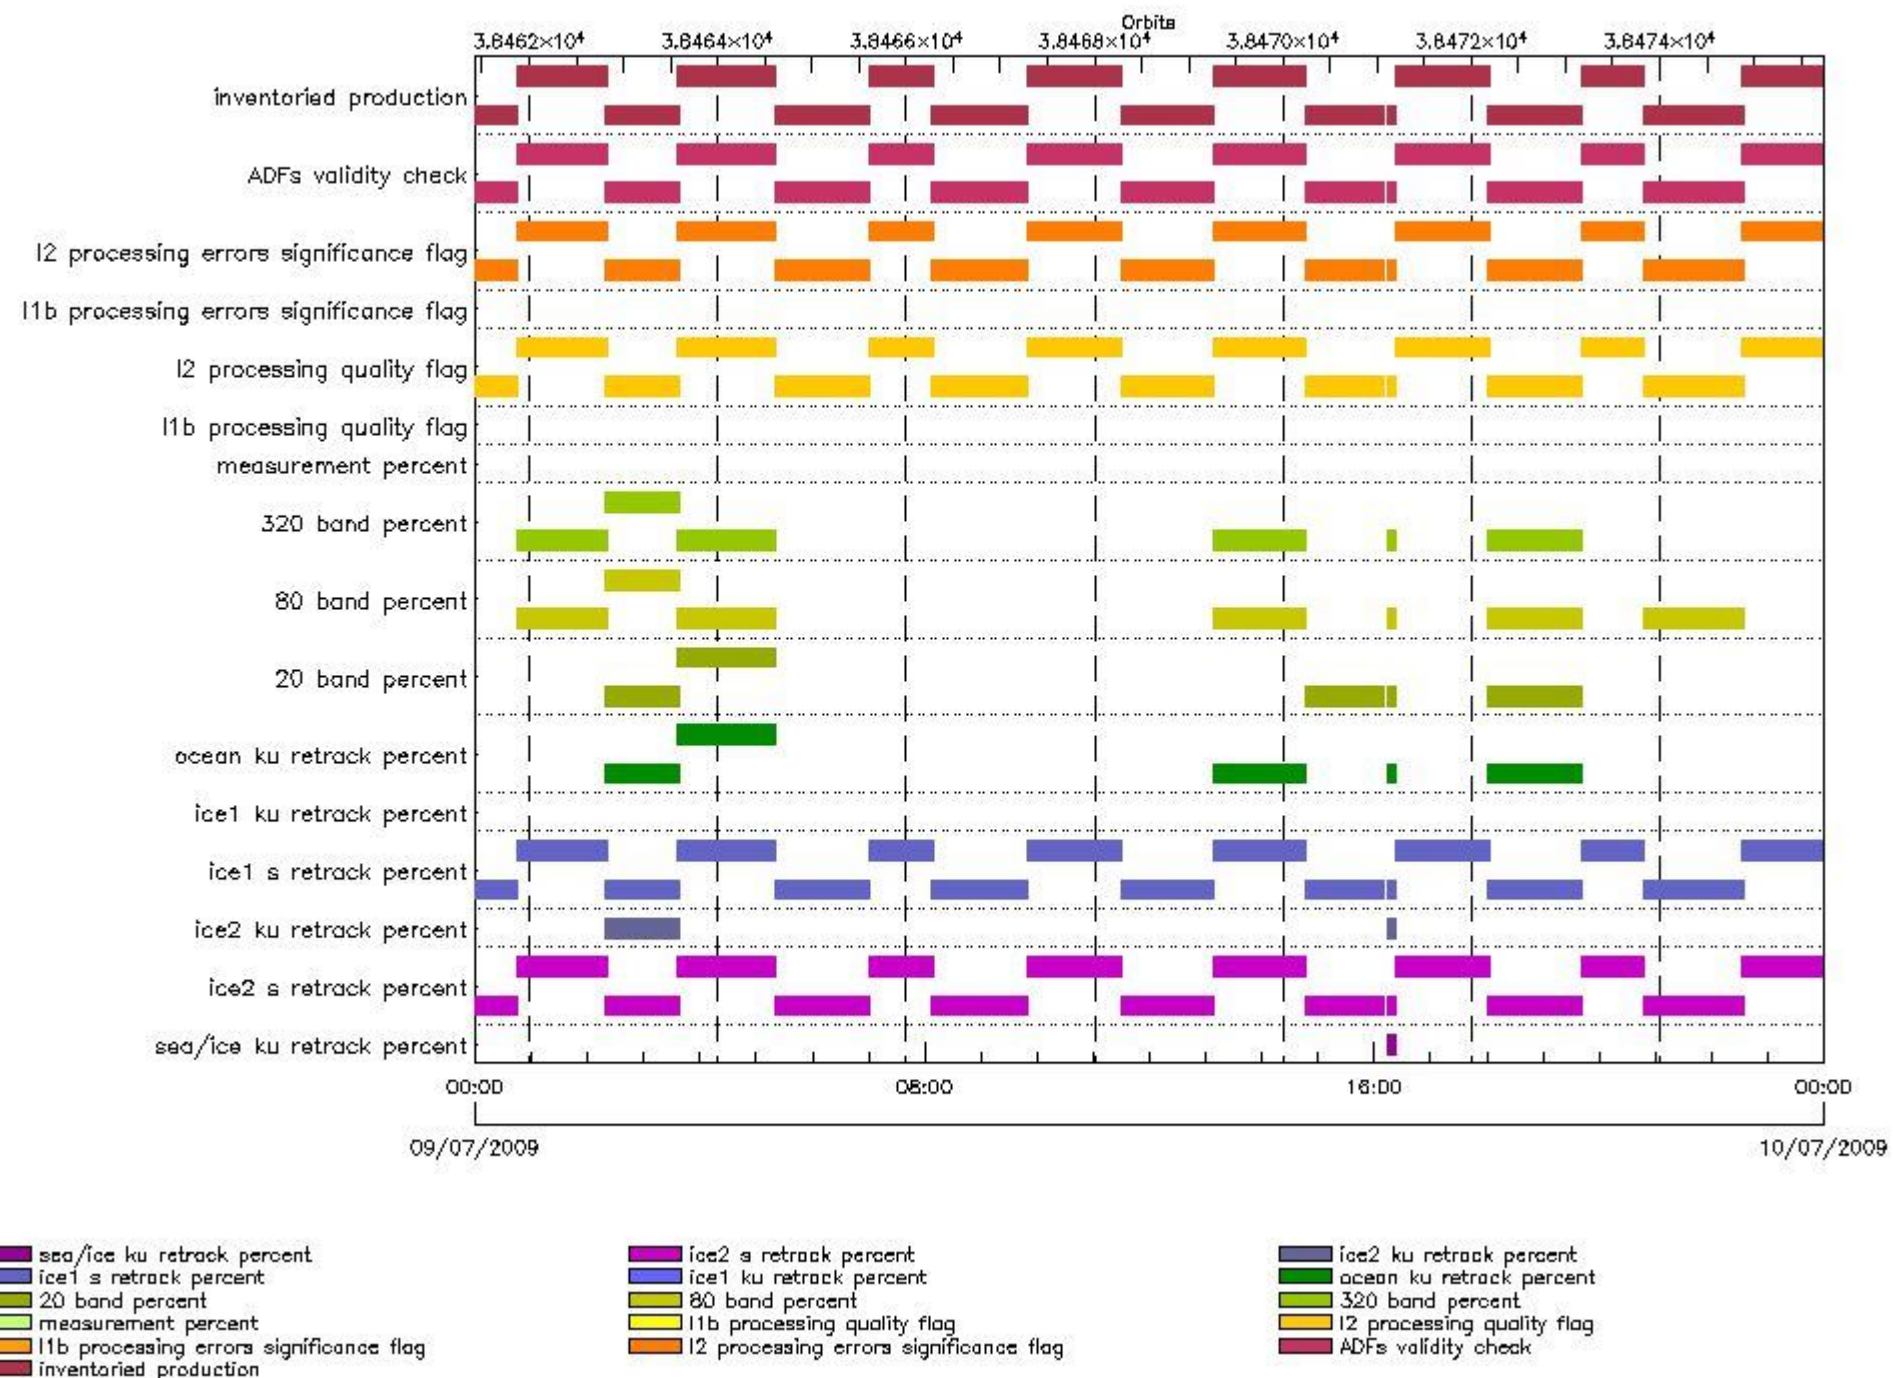 Orbits
3.8462×10⁴ 3.8464×10⁴ 3.8466×10⁴ 3.8468×10⁴ 3.8470×10⁴ 3.8472×10⁴ 3.8474×10⁴
inventoried production
ADFs validity check
l2 processing errors significance flag
l1b processing errors significance flag
l2 processing quality flag
l1b processing quality flag
measurement percent
320 band percent
80 band percent
20 band percent
ocean ku retrack percent
ice1 ku retrack percent
ice1 s retrack percent
ice2 ku retrack percent
ice2 s retrack percent
sea/ice ku retrack percent
00:00 08:00 16:00 00:00
09/07/2009 10/07/2009
sea/ice ku retrack percent ice2 s retrack percent ice2 ku retrack percent
ice1 s retrack percent ice1 ku retrack percent ocean ku retrack percent
20 band percent 80 band percent 320 band percent
measurement percent l1b processing quality flag l2 processing quality flag
l1b processing errors significance flag l2 processing errors significance flag ADFs validity check
inventoried production